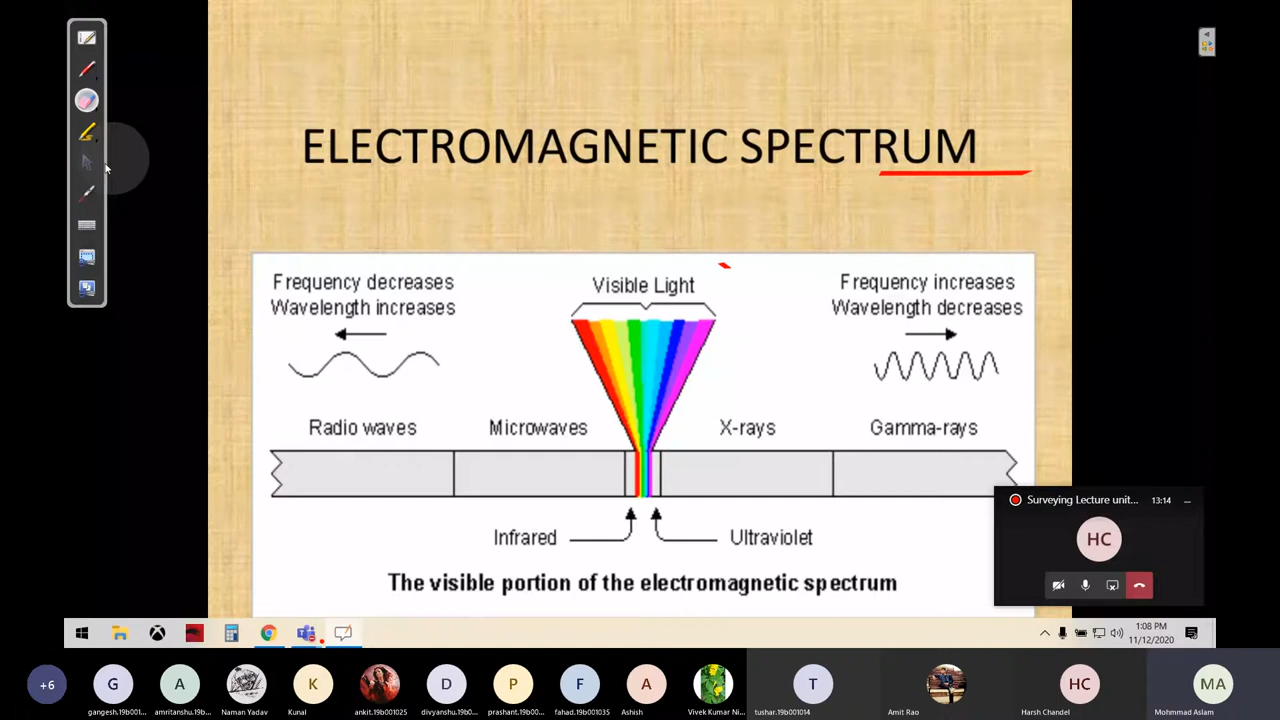 ELECTROMAGNETIC SPECTRUM
Frequency decreases
Wavelength increases
Visible Light
Frequency increases
Wavelength decreases
Radio waves
Microwaves
X-rays
Gamma-rays
Infrared
Ultraviolet
The visible portion of the electromagnetic spectrum
Surveying Lecture unit... 13:14
HC
1:08 PM
11/12/2020
+6
G
A
K
D
P
F
A
T
HC
MA
gangesh.19b00...
amritanshu.19b...
Naman Yadav
Kunal
ankit.19b001025
divyanshu.19b0...
prashant.19b00...
fahad.19b001035
Ashish
Vivek Kumar Ni...
tushar.19b001014
Amit Rao
Harsh Chandel
Mohmmad Aslam